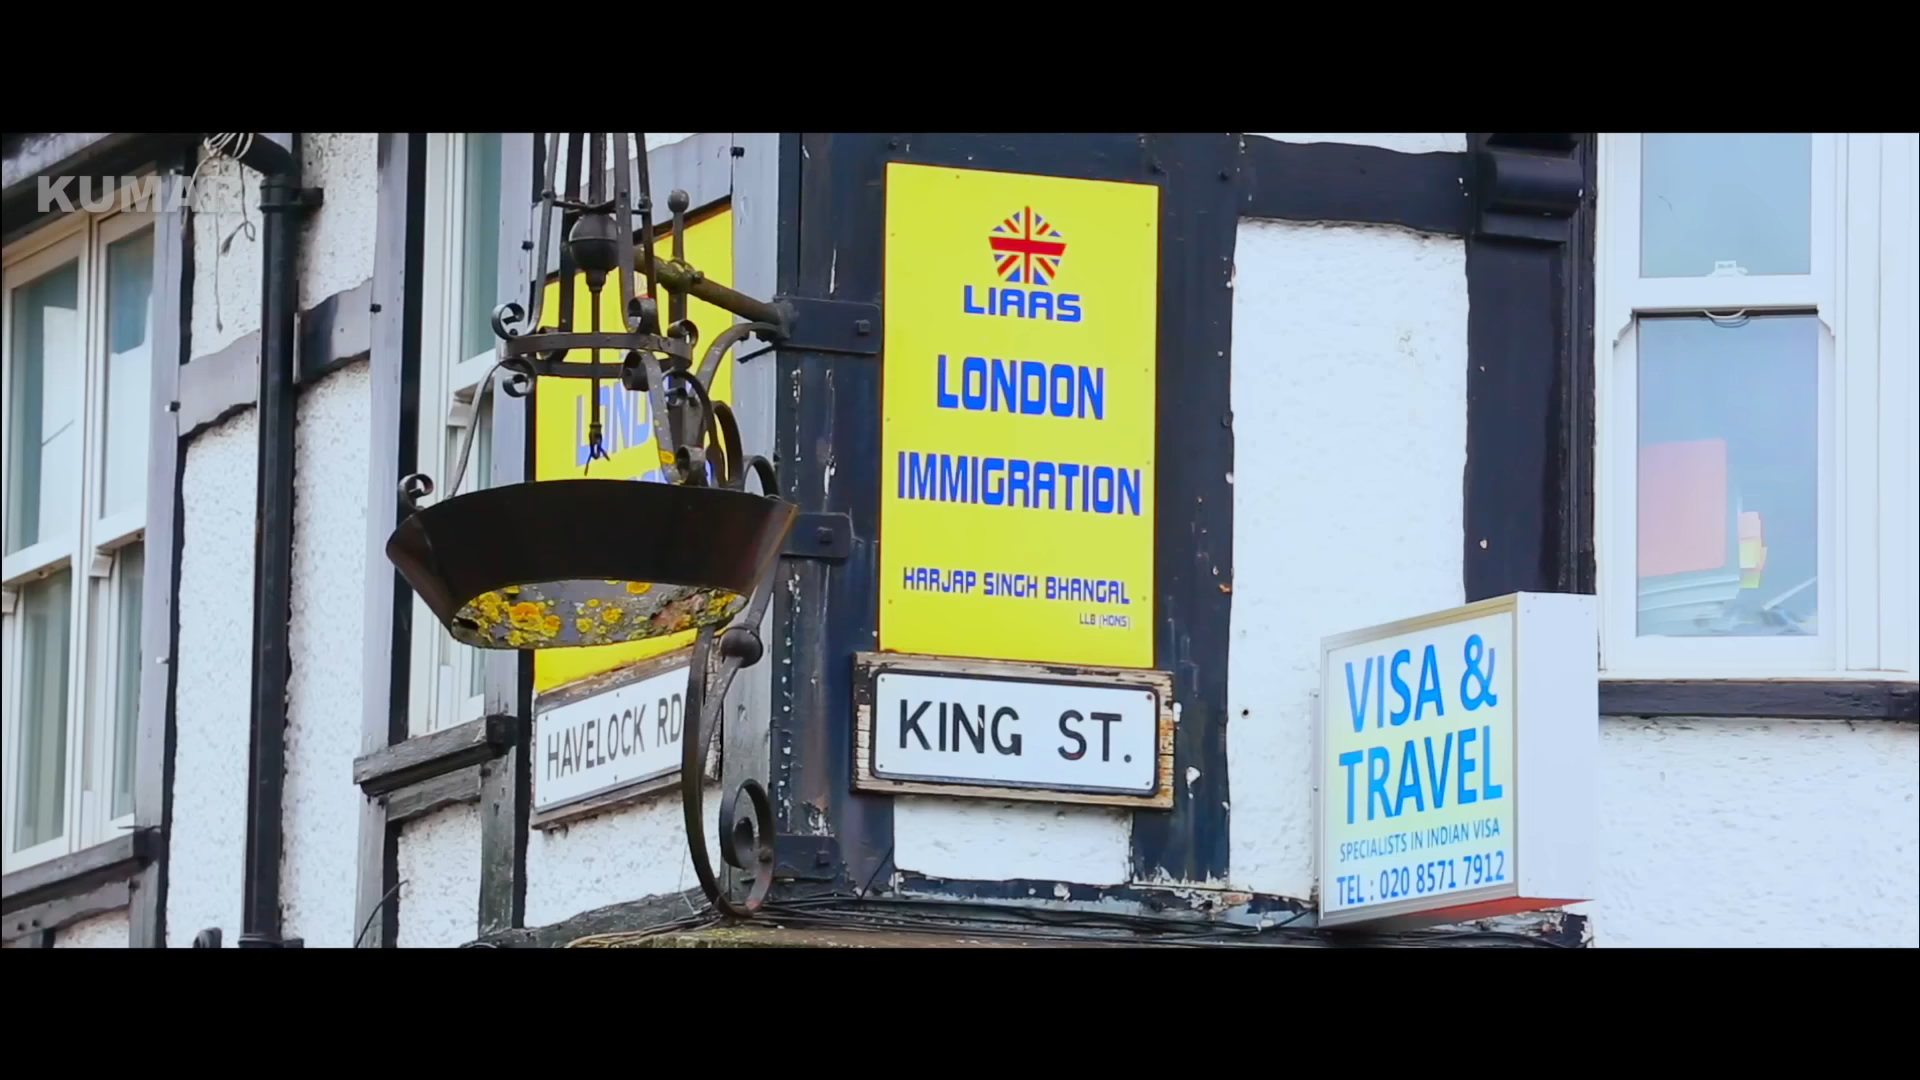 KUMAR
LIAAS
LONDON
IMMIGRATION
HARJAP SINGH BHANGAL
LLB (HONS)
KING ST.
HAVELOCK RD
VISA &
TRAVEL
SPECIALISTS IN INDIAN VISA
TEL : 020 8571 7912